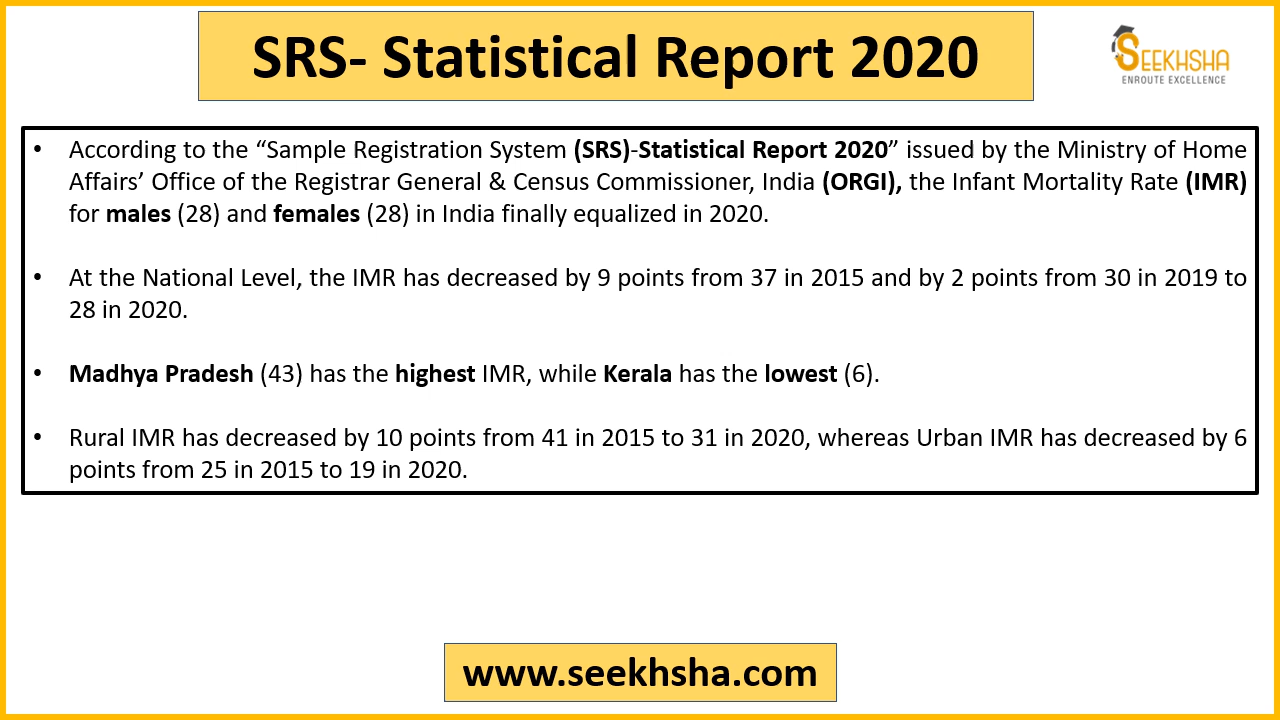 SRS- Statistical Report 2020
SEEKHSHA
ENROUTE EXCELLENCE
• According to the “Sample Registration System (SRS)-Statistical Report 2020” issued by the Ministry of Home
Affairs’ Office of the Registrar General & Census Commissioner, India (ORGI), the Infant Mortality Rate (IMR)
for males (28) and females (28) in India finally equalized in 2020.
• At the National Level, the IMR has decreased by 9 points from 37 in 2015 and by 2 points from 30 in 2019 to
28 in 2020.
• Madhya Pradesh (43) has the highest IMR, while Kerala has the lowest (6).
• Rural IMR has decreased by 10 points from 41 in 2015 to 31 in 2020, whereas Urban IMR has decreased by 6
points from 25 in 2015 to 19 in 2020.
www.seekhsha.com